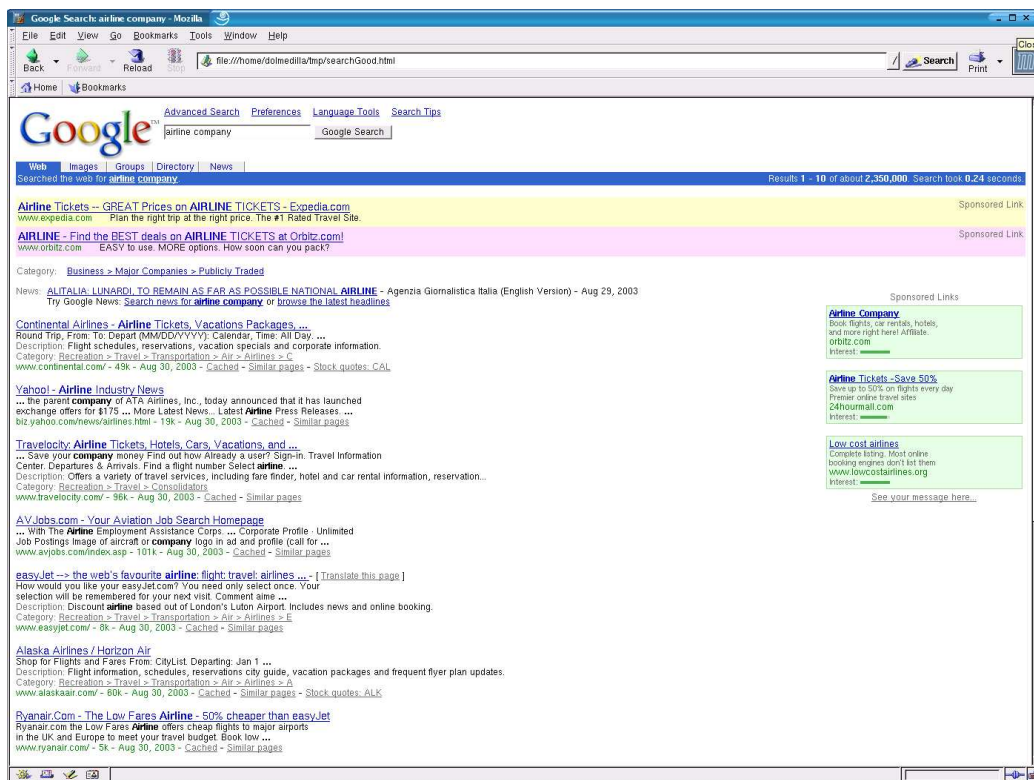 Google Search: airline company - Mozilla
File Edit View Go Bookmarks Tools Window Help
Back Forward Reload Stop file:///home/dolmedilla/tmp/searchGood.html Search Print Clos
Home Bookmarks
Advanced Search Preferences Language Tools Search Tips
Google TM
airline company Google Search
Web Images Groups Directory News
Searched the web for airline company. Results 1 - 10 of about 2,350,000. Search took 0.24 seconds.
Airline Tickets -- GREAT Prices on AIRLINE TICKETS - Expedia.com Sponsored Link
www.expedia.com Plan the right trip at the right price. The #1 Rated Travel Site.
AIRLINE - Find the BEST deals on AIRLINE TICKETS at Orbitz.com! Sponsored Link
www.orbitz.com EASY to use. MORE options. How soon can you pack?
Category: Business > Major Companies > Publicly Traded
News: ALITALIA: LUNARDI, TO REMAIN AS FAR AS POSSIBLE NATIONAL AIRLINE - Agenzia Giornalistica Italia (English Version) - Aug 29, 2003
Try Google News: Search news for airline company or browse the latest headlines
Continental Airlines - Airline Tickets, Vacations Packages, ...
Round Trip, From: To: Depart (MM/DD/YYYY): Calendar, Time: All Day. ...
Description: Flight schedules, reservations, vacation specials and corporate information.
Category: Recreation > Travel > Transportation > Air > Airlines > C
www.continental.com/ - 49k - Aug 30, 2003 - Cached - Similar pages - Stock quotes: CAL
Yahoo! - Airline Industry News
... the parent company of ATA Airlines, Inc., today announced that it has launched
exchange offers for $175 ... More Latest News... Latest Airline Press Releases. ...
biz.yahoo.com/news/airlines.html - 19k - Aug 30, 2003 - Cached - Similar pages
Travelocity: Airline Tickets, Hotels, Cars, Vacations, and ...
... Save your company money Find out how Already a user? Sign-in. Travel Information
Center. Departures & Arrivals. Find a flight number Select airline. ...
Description: Offers a variety of travel services, including fare finder, hotel and car rental information, reservation...
Category: Recreation > Travel > Consolidators
www.travelocity.com/ - 96k - Aug 30, 2003 - Cached - Similar pages
AVJobs.com - Your Aviation Job Search Homepage
... With The Airline Employment Assistance Corps. ... Corporate Profile · Unlimited
Job Postings Image of aircraft or company logo in ad and profile (call for ...
www.avjobs.com/index.asp - 101k - Aug 30, 2003 - Cached - Similar pages
easyJet --> the web's favourite airline: flight: travel: airlines ... - [ Translate this page ]
How would you like your easyJet.com? You need only select once. Your
selection will be remembered for your next visit. Comment aime ...
Description: Discount airline based out of London's Luton Airport. Includes news and online booking.
Category: Recreation > Travel > Transportation > Air > Airlines > E
www.easyjet.com/ - 8k - Aug 30, 2003 - Cached - Similar pages
Alaska Airlines / Horizon Air
Shop for Flights and Fares From: CityList. Departing: Jan 1 ...
Description: Flight information, schedules, reservations city guide, vacation packages and frequent flyer plan updates.
Category: Recreation > Travel > Transportation > Air > Airlines > A
www.alaskaair.com/ - 60k - Aug 30, 2003 - Cached - Similar pages - Stock quotes: ALK
Ryanair.Com - The Low Fares Airline - 50% cheaper than easyJet
Ryanair.com the Low Fares Airline offers cheap flights to major airports
in the UK and Europe to meet your travel budget. Book low ...
www.ryanair.com/ - 5k - Aug 30, 2003 - Cached - Similar pages
Sponsored Links
Airline Company
Book flights, car rentals, hotels,
and more right here! Affiliate.
orbitz.com
Interest:
Airline Tickets -Save 50%
Save up to 50% on flights every day
Premier online travel sites
24hourmall.com
Interest:
Low cost airlines
Complete listing. Most online
booking engines don't list them
www.lowcostairlines.org
Interest:
See your message here...